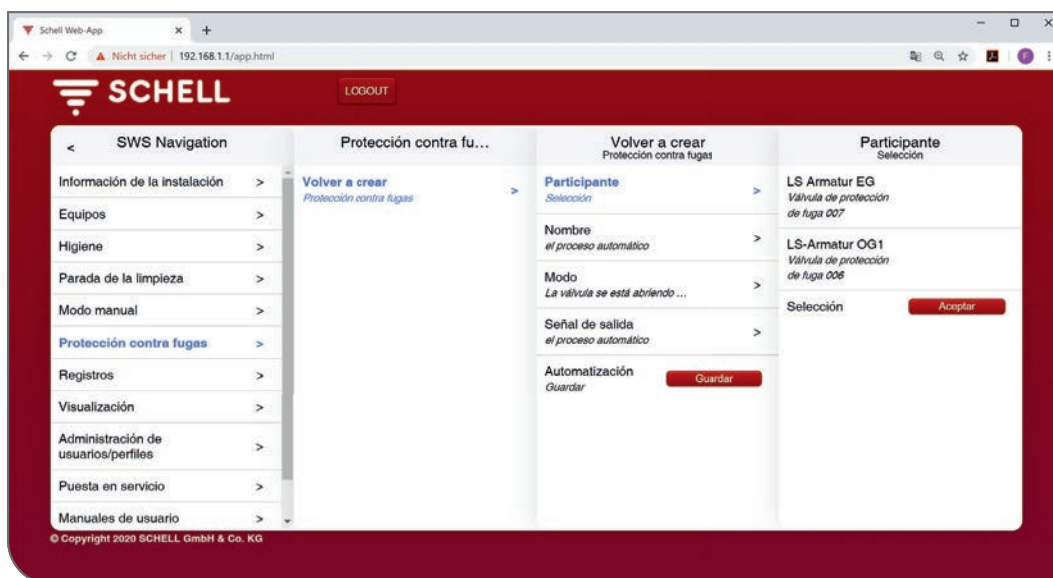 Schell Web-App
Nicht sicher | 192.168.1.1/app.html
F
SCHELL
LOGOUT
< SWS Navigation
Información de la instalación >
Equipos >
Higiene >
Parada de la limpieza >
Modo manual >
Protección contra fugas >
Registros >
Visualización >
Administración de
usuarios/perfiles >
Puesta en servicio >
Manuales de usuario >
Protección contra fu...
Volver a crear >
Protección contra fugas
Volver a crear
Protección contra fugas
Participante >
Selección
Nombre >
el proceso automático
Modo >
La válvula se está abriendo ...
Señal de salida >
el proceso automático
Automatización
Guardar
Guardar
Participante
Selección
LS Armatur EG
Válvula de protección
de fuga 007
LS-Armatur OG1
Válvula de protección
de fuga 006
Selección
Aceptar
© Copyright 2020 SCHELL GmbH & Co. KG